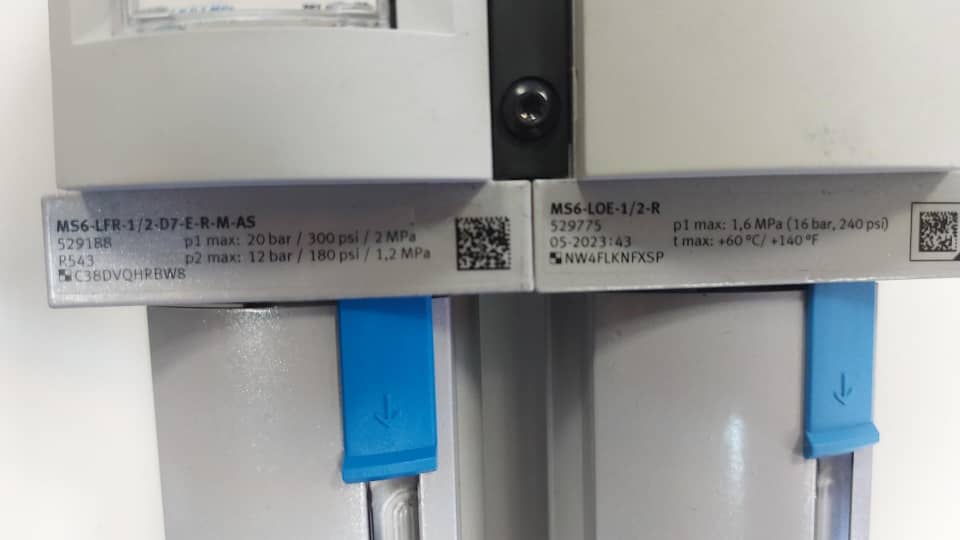 MS6-LFR-1/2-D7-E-R-M-AS
529188
p1 max: 20 bar / 300 psi / 2 MPa
R543
p2 max: 12 bar / 180 psi / 1,2 MPa
C38DVQHRBW8
MS6-LOE-1/2-R
529775
p1 max: 1,6 MPa (16 bar, 240 psi)
05-2023:43
t max: +60 °C/ +140 °F
NW4FLKNFXSP